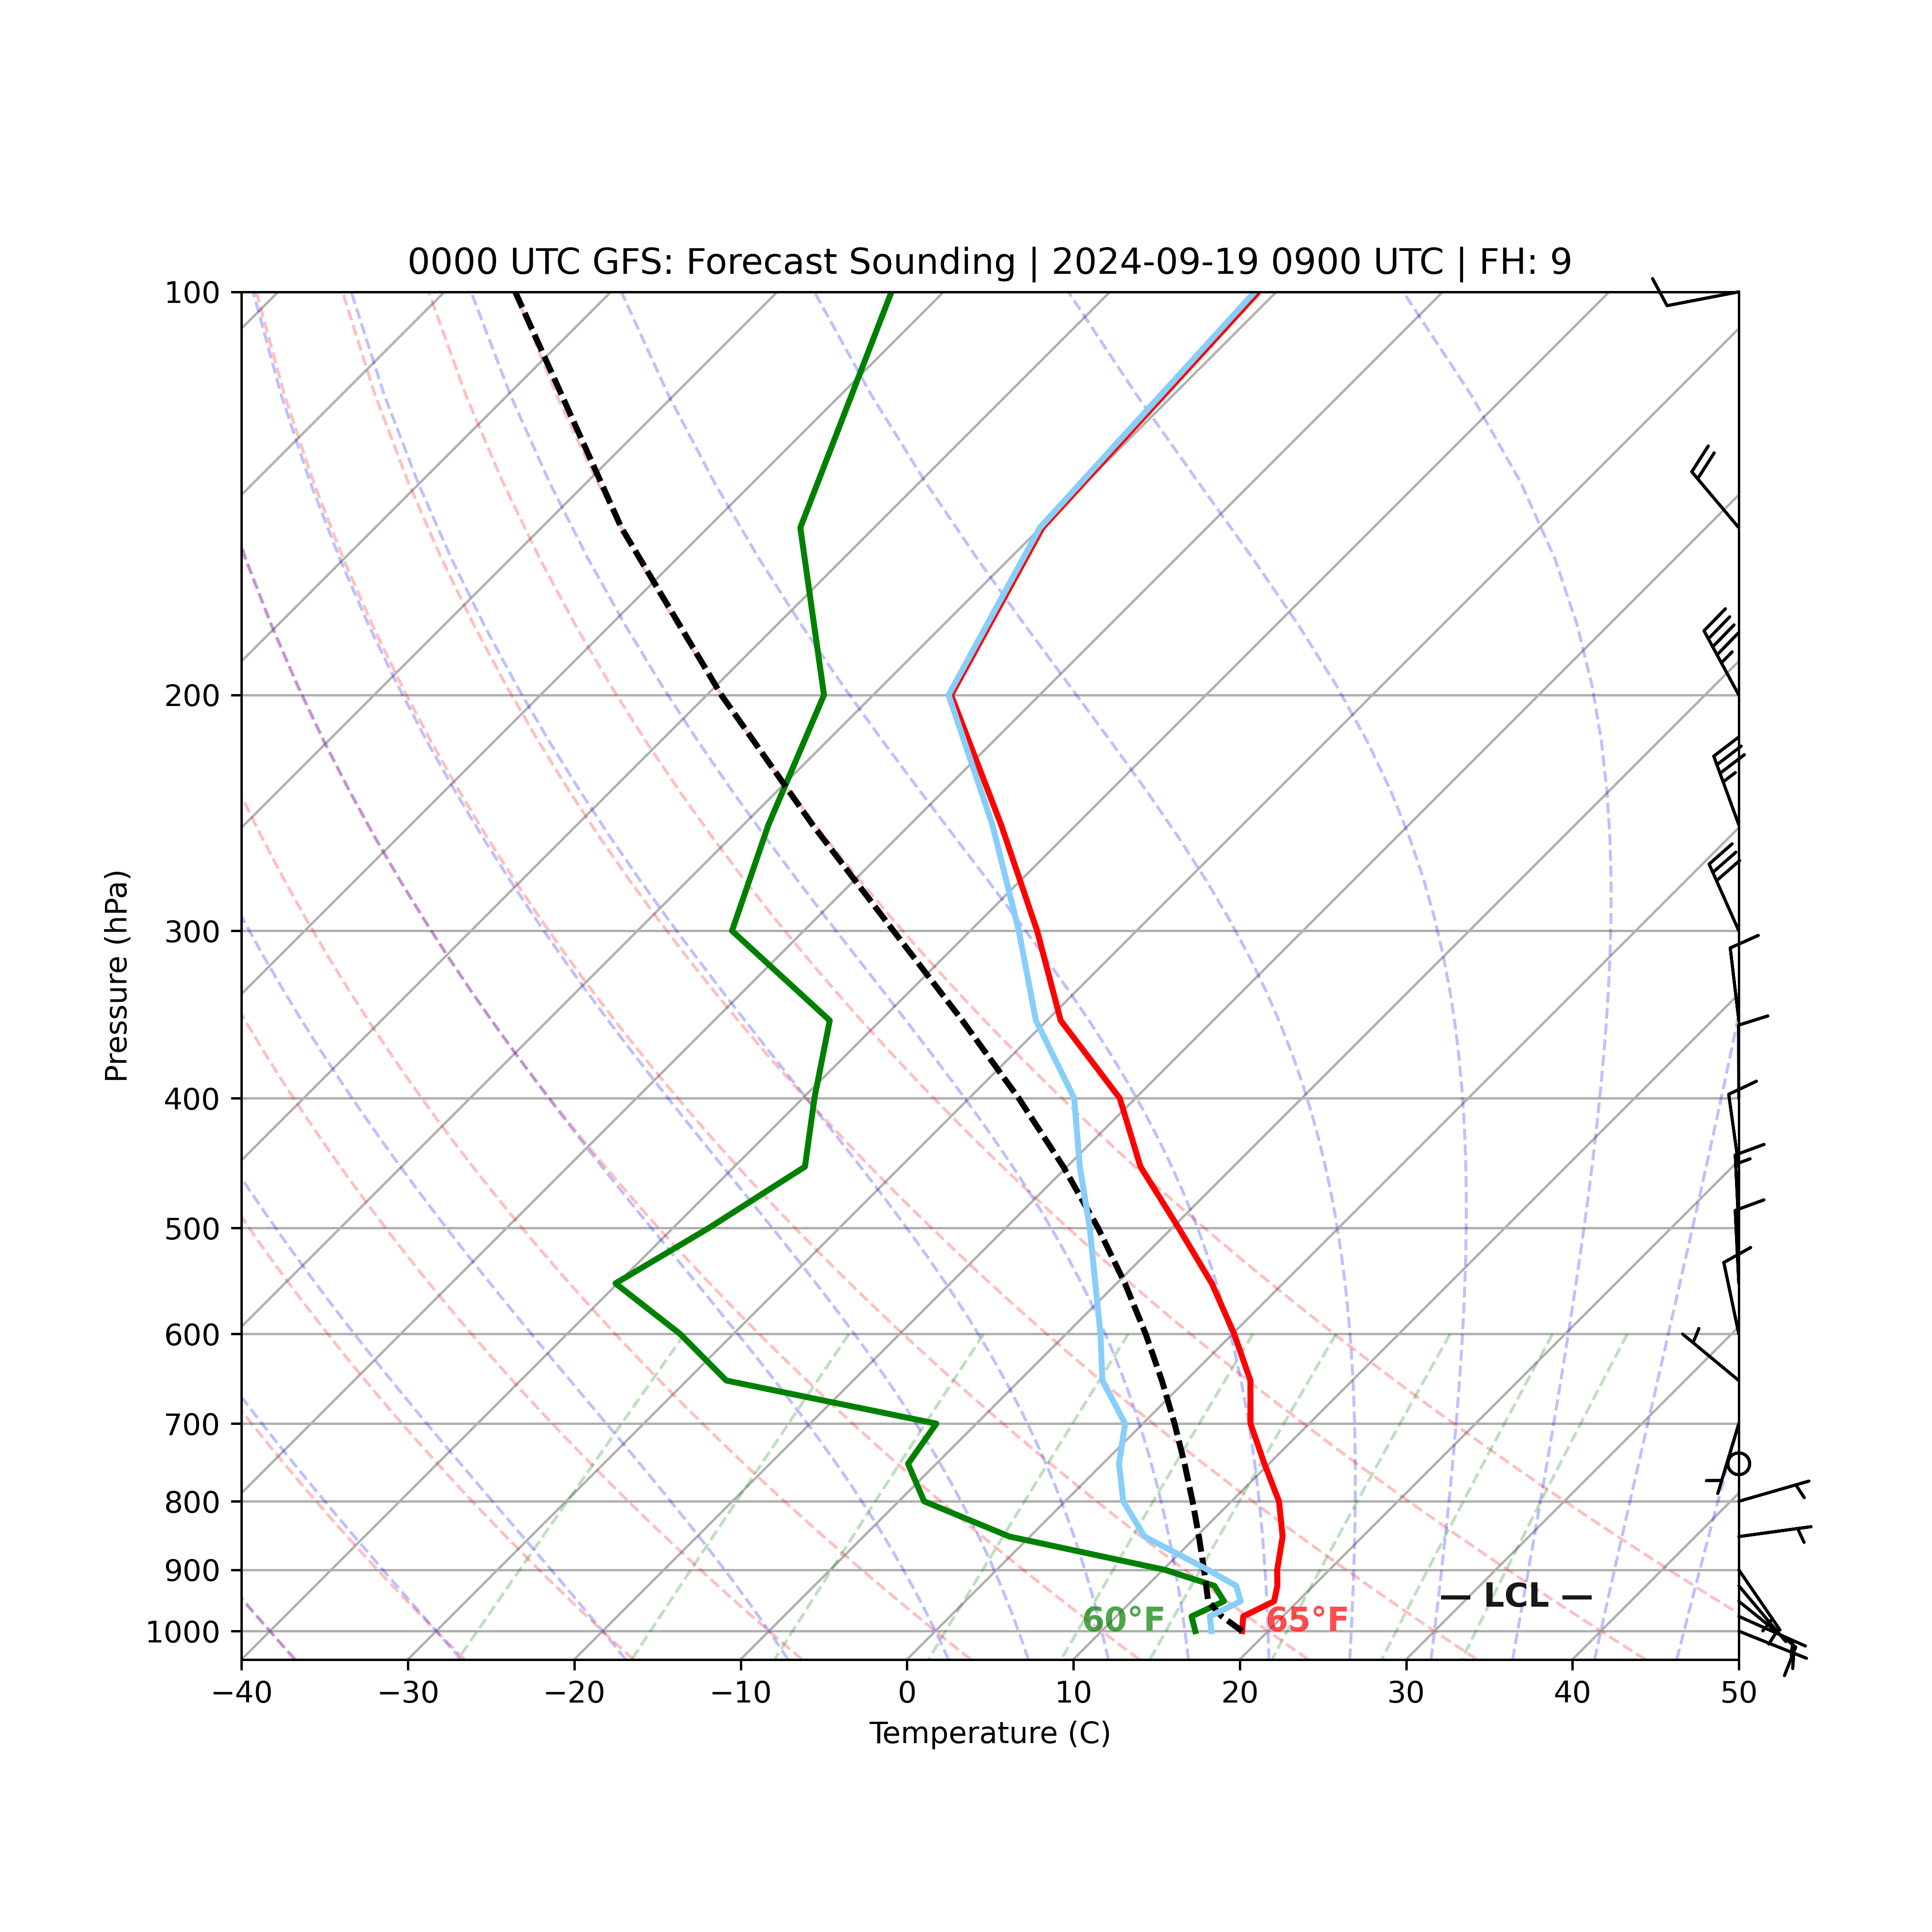 0000 UTC GFS: Forecast Sounding | 2024-09-19 0900 UTC | FH: 9
100
200
300
400
500
600
700
800
900
1000
Pressure (hPa)
— LCL —
60°F
65°F
−40 −30 −20 −10 0 10 20 30 40 50
Temperature (C)